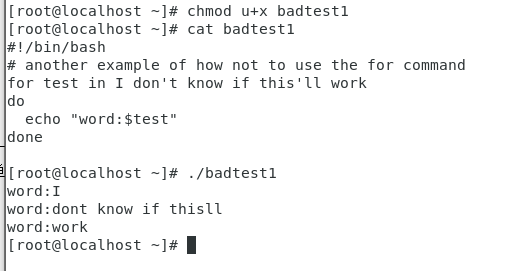 [root@localhost ~]# chmod u+x badtest1
[root@localhost ~]# cat badtest1
#!/bin/bash
# another example of how not to use the for command
for test in I don't know if this'll work
do
  echo "word:$test"
done

[root@localhost ~]# ./badtest1
word:I
word:dont know if thisll
word:work
[root@localhost ~]#